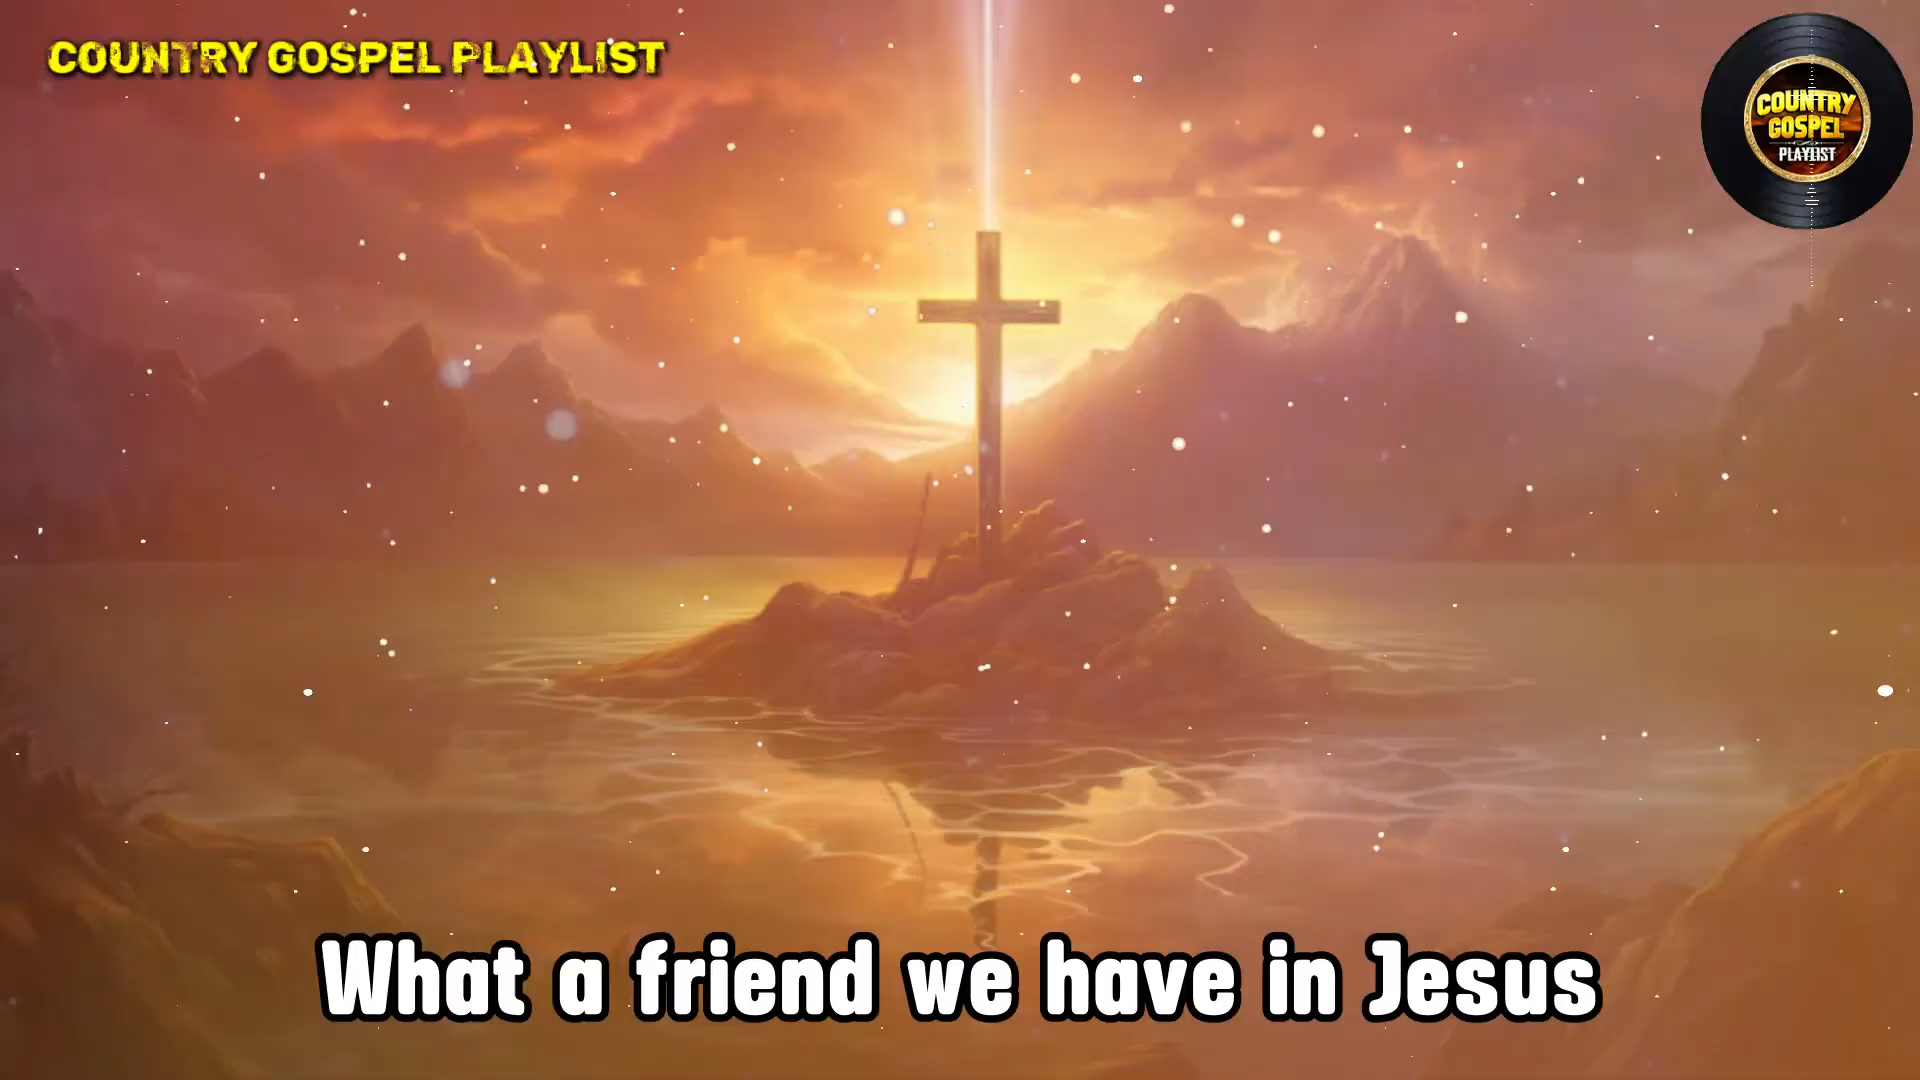 COUNTRY GOSPEL PLAYLIST
COUNTRY
GOSPEL
PLAYLIST
What a friend we have in Jesus